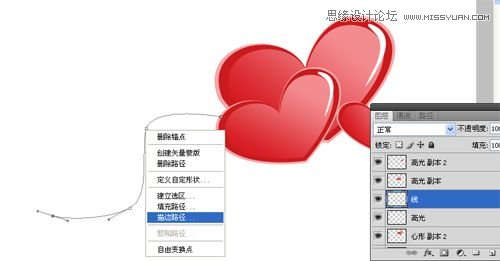 思缘设计论坛 WWW.MISSYUAN.COM
删除锚点
创建矢量蒙版
删除路径
定义自定形状...
建立选区...
填充路径...
描边路径...
剪贴路径
自由变换点
图层 通道 路径
正常 不透明度: 100
锁定: 填充: 100
高光 副本 2
高光 副本
线
高光
心形 副本 2
fx